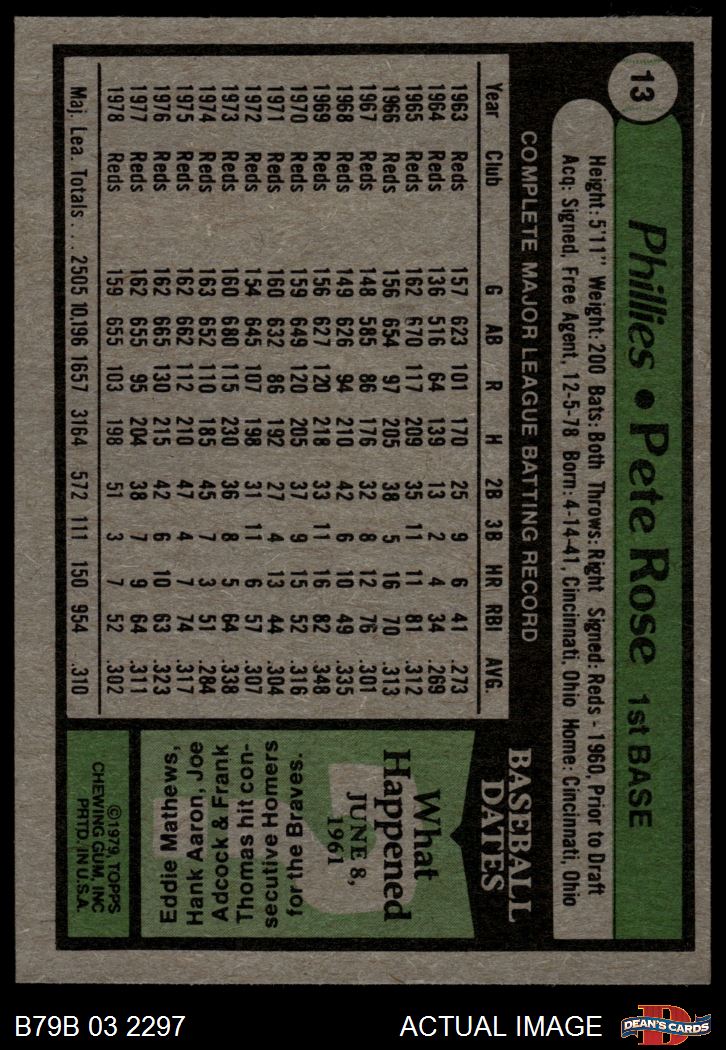 13
Phillies • Pete Rose 1st BASE
Height: 5'11" Weight: 200 Bats: Both Throws: Right Signed: Reds - 1960, Prior to Draft
Acq: Signed, Free Agent, 12-5-78 Born: 4-14-41, Cincinnati, Ohio Home: Cincinnati, Ohio
COMPLETE MAJOR LEAGUE BATTING RECORD
Year Club G AB R H 2B 3B HR RBI AVG.
1963 Reds 157 623 101 170 25 9 6 41 .273
1964 Reds 136 516 64 139 13 2 4 34 .269
1965 Reds 162 670 117 209 35 11 11 81 .312
1966 Reds 156 654 97 205 38 5 16 70 .313
1967 Reds 148 585 86 176 32 8 12 76 .301
1968 Reds 149 626 94 210 42 6 10 49 .335
1969 Reds 156 627 120 218 33 11 16 82 .348
1970 Reds 159 649 120 205 37 9 15 52 .316
1971 Reds 160 632 86 192 27 4 13 44 .304
1972 Reds 154 645 107 198 31 11 6 57 .307
1973 Reds 160 680 115 230 36 8 5 64 .338
1974 Reds 163 652 110 185 45 7 3 51 .284
1975 Reds 162 662 112 210 47 4 7 74 .317
1976 Reds 162 665 130 215 42 6 10 63 .323
1977 Reds 162 655 95 204 38 7 9 64 .311
1978 Reds 159 655 103 198 51 3 7 52 .302
Maj. Lea. Totals . . . 2505 10,196 1657 3164 572 111 150 954 .310
BASEBALL
DATES
What
Happened
JUNE 8,
1961
Eddie Mathews,
Hank Aaron, Joe
Adcock & Frank
Thomas hit con-
secutive Homers
for the Braves.
©1979, TOPPS
CHEWING GUM, INC
PRTD. IN U.S.A.
B79B 03 2297
ACTUAL IMAGE
D
DEAN'S CARDS